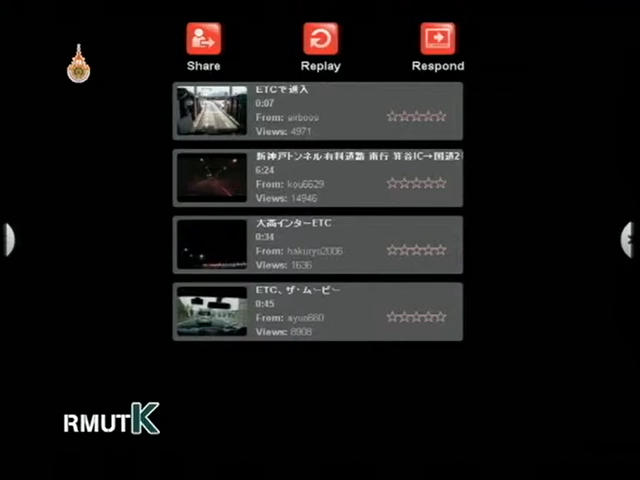 Share
Replay
Respond
ETCで進入
0:07
From: airboos
Views: 4971
新神戸トンネル有料道路 南行 箕谷IC→国道2
6:24
From: kou6629
Views: 14946
大高インターETC
0:34
From: hakuryu2006
Views: 1636
ETC、ザ・ムービー
0:45
From: ayus660
Views: 8908
RMUTK